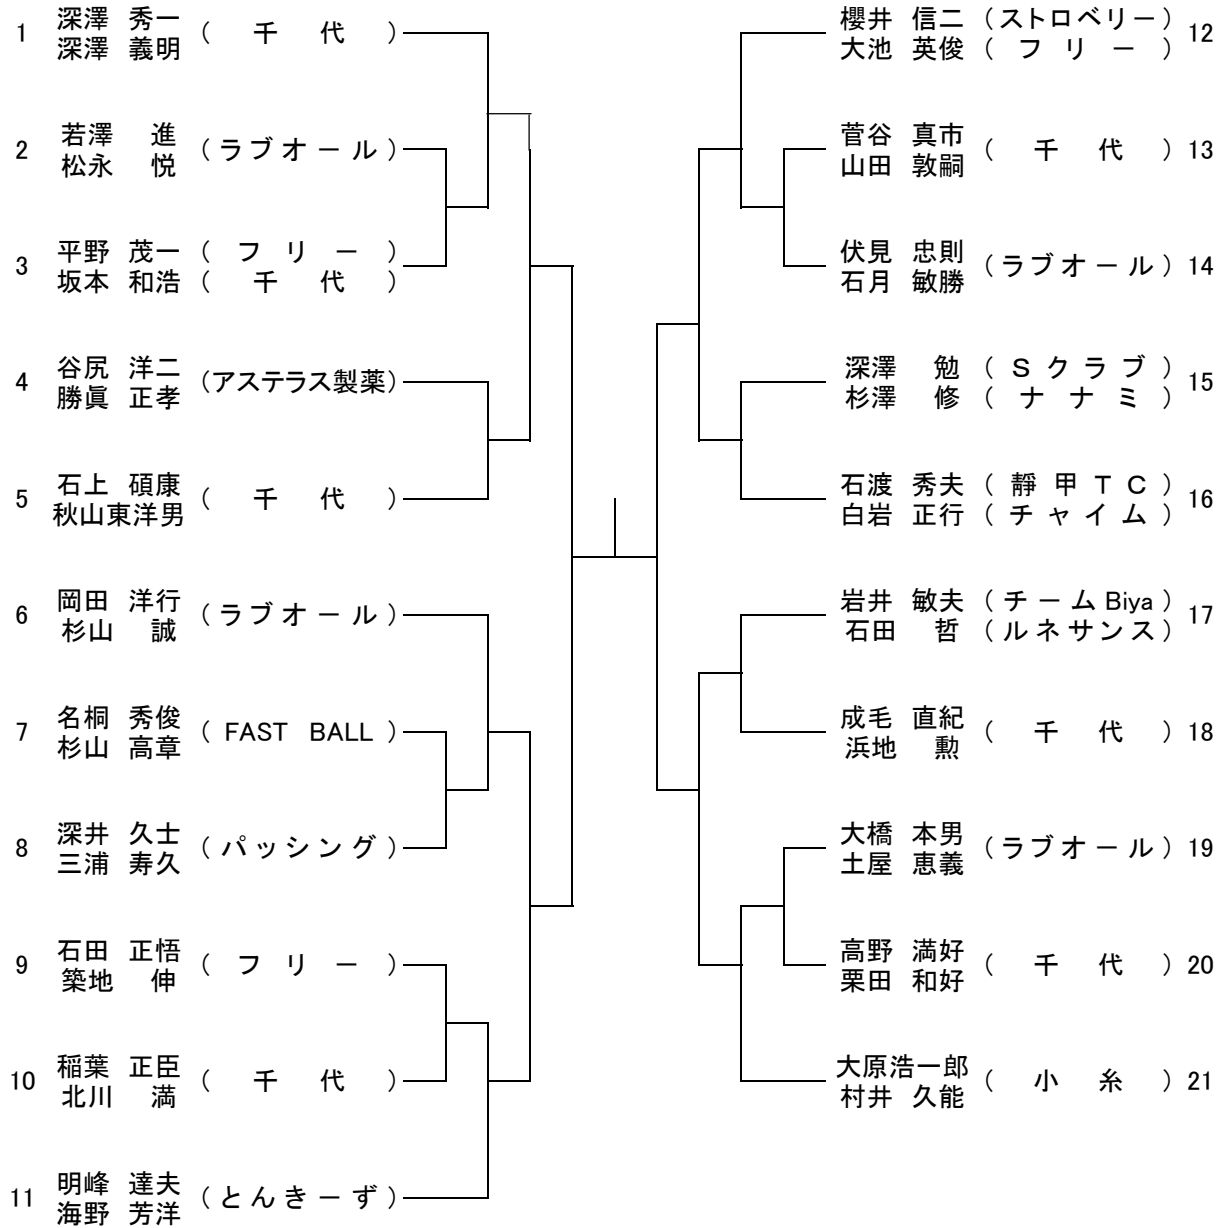 1 深澤 秀一 (千代)
深澤 義明
2 若澤 進 (ラブオール)
松永 悦
3 平野 茂一 (フリー)
坂本 和浩 (千代)
4 谷尻 洋二 (アステラス製薬)
勝眞 正孝
5 石上 碩康 (千代)
秋山東洋男
6 岡田 洋行 (ラブオール)
杉山 誠
7 名桐 秀俊 (FAST BALL)
杉山 高章
8 深井 久士 (パッシング)
三浦 寿久
9 石田 正悟 (フリー)
築地 伸
10 稲葉 正臣 (千代)
北川 満
11 明峰 達夫 (とんきーず)
海野 芳洋
櫻井 信二 (ストロベリー) 12
大池 英俊 (フリー)
菅谷 真市 (千代) 13
山田 敦嗣
伏見 忠則 (ラブオール) 14
石月 敏勝
深澤 勉 (Sクラブ) 15
杉澤 修 (ナナミ)
石渡 秀夫 (靜甲TC) 16
白岩 正行 (チャイム)
岩井 敏夫 (チームBiya) 17
石田 哲 (ルネサンス)
成毛 直紀 (千代) 18
浜地 勲
大橋 本男 (ラブオール) 19
土屋 恵義
高野 満好 (千代) 20
栗田 和好
大原浩一郎 (小糸) 21
村井 久能